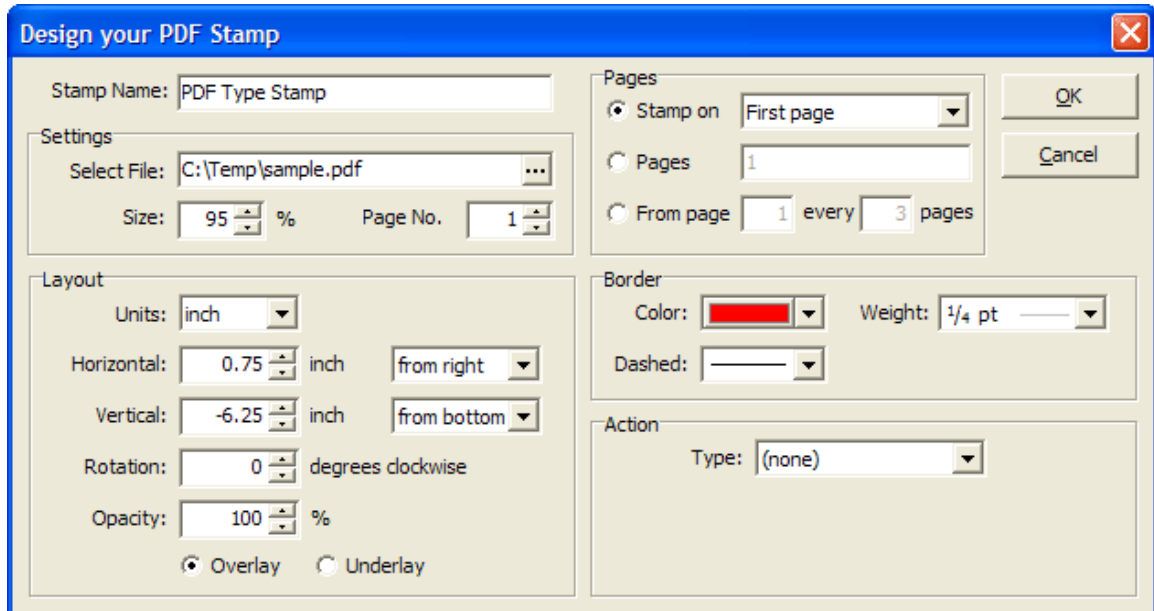 Design your PDF Stamp
Stamp Name: PDF Type Stamp
Settings
Select File: C:\Temp\sample.pdf ...
Size: 95 % Page No. 1
Layout
Units: inch
Horizontal: 0.75 inch from right
Vertical: -6.25 inch from bottom
Rotation: 0 degrees clockwise
Opacity: 100 %
Overlay Underlay
Pages
Stamp on First page
Pages 1
From page 1 every 3 pages
OK
Cancel
Border
Color: Weight: 1/4 pt
Dashed:
Action
Type: (none)